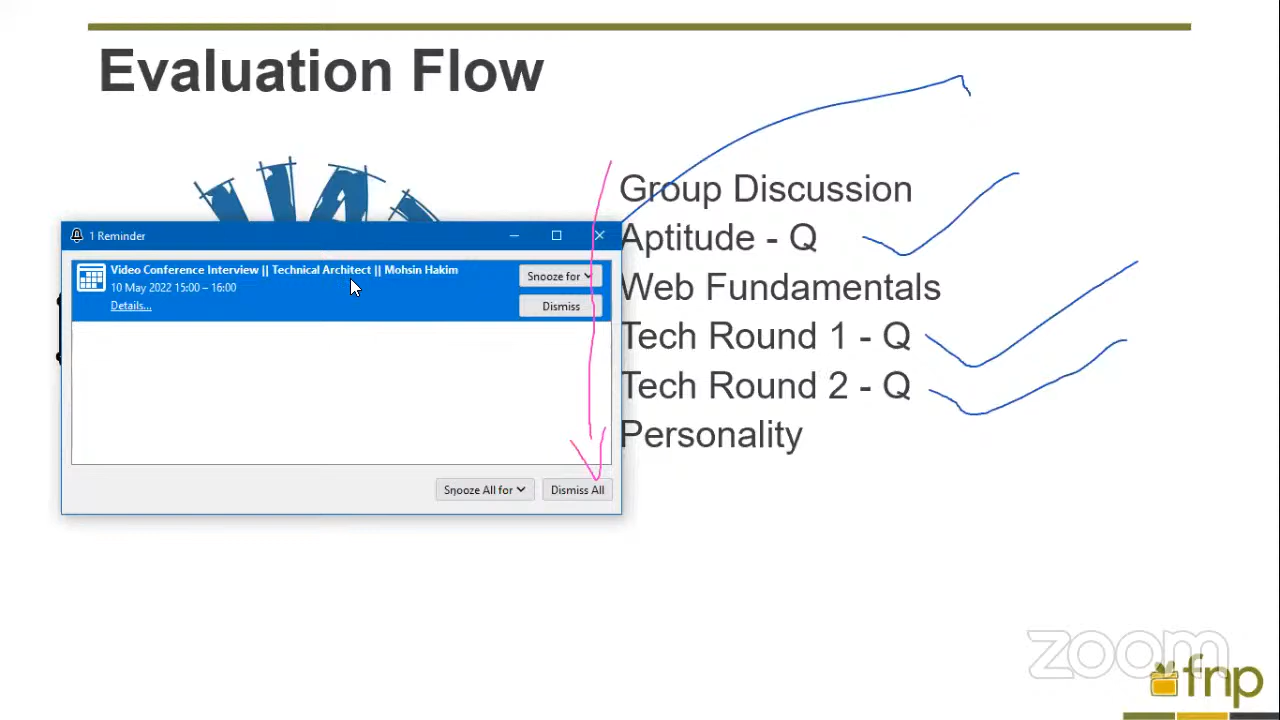 Evaluation Flow
Group Discussion
Aptitude - Q
Web Fundamentals
Tech Round 1 - Q
Tech Round 2 - Q
Personality
1 Reminder
Video Conference Interview || Technical Architect || Mohsin Hakim
10 May 2022 15:00 – 16:00
Details...
Snooze for
Dismiss
Snooze All for
Dismiss All
zoom
fnp